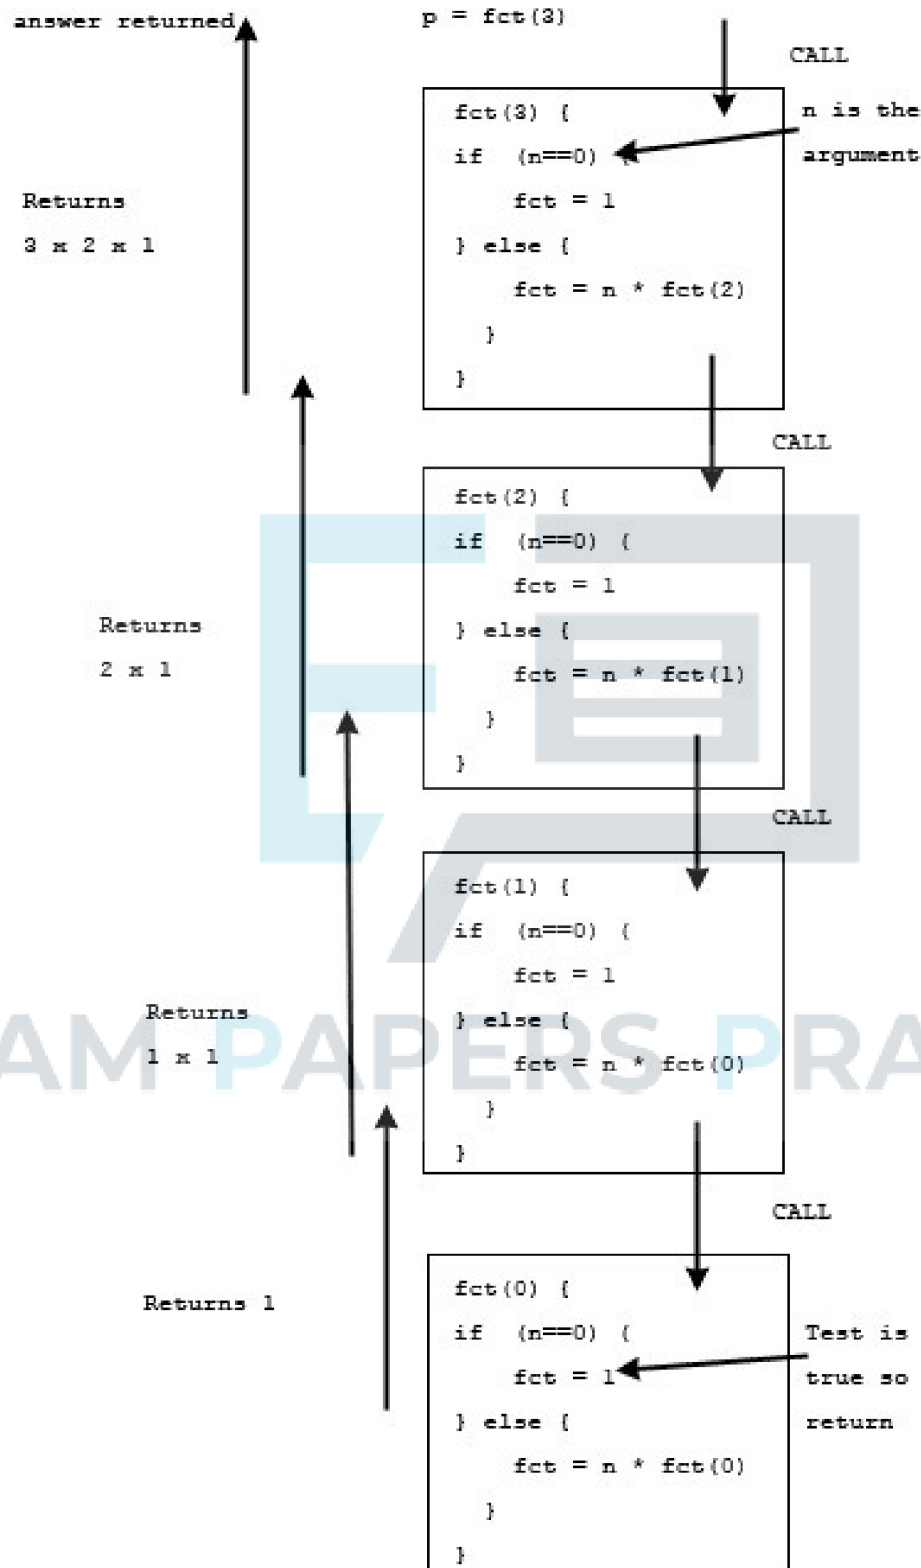 answer returned
p = fct(3)
CALL
n is the
argument
fct(3) {
if (n==0) {
fct = 1
} else {
fct = n * fct(2)
}
}
Returns
3 x 2 x 1
CALL
fct(2) {
if (n==0) {
fct = 1
} else {
fct = n * fct(1)
}
}
Returns
2 x 1
CALL
fct(1) {
if (n==0) {
fct = 1
} else {
fct = n * fct(0)
}
}
Returns
1 x 1
AM PAPERS PRA
CALL
fct(0) {
if (n==0) {
fct = 1
} else {
fct = n * fct(0)
}
}
Returns 1
Test is
true so
return